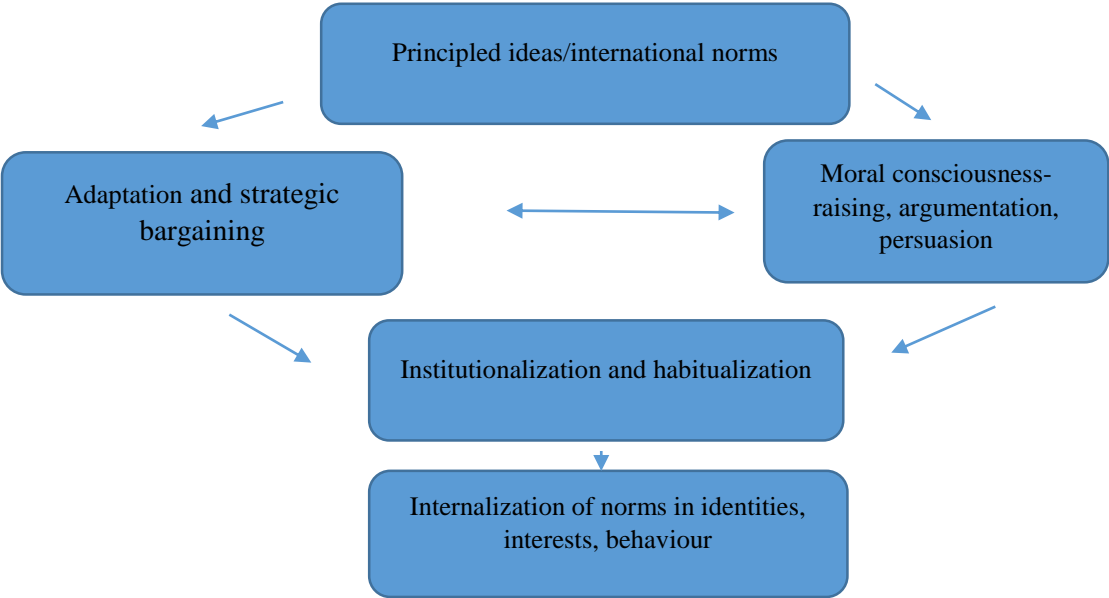 Principled ideas/international norms
Adaptation and strategic
bargaining
Moral consciousness-
raising, argumentation,
persuasion
Institutionalization and habitualization
Internalization of norms in identities,
interests, behaviour